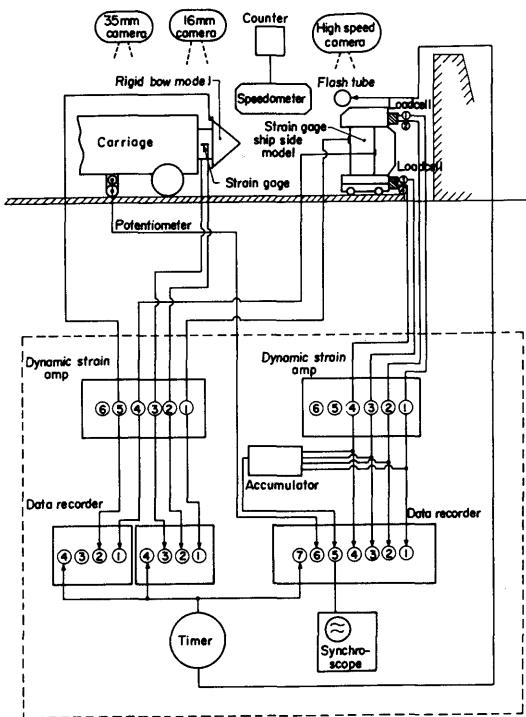 35mm
camera
16mm
camera
Counter
High speed
camera
Rigid bow model
Speedometer
Flash tube
Loadcell
Strain gage
ship side
model
Carriage
Loadcell
Strain gage
Potentiometer
Dynamic strain
amp
6 5 4 3 2 1
Dynamic strain
amp
6 5 4 3 2 1
Accumulator
Data recorder
4 3 2 1
4 3 2 1
Data recorder
7 6 5 4 3 2 1
Timer
Synchro-
scope